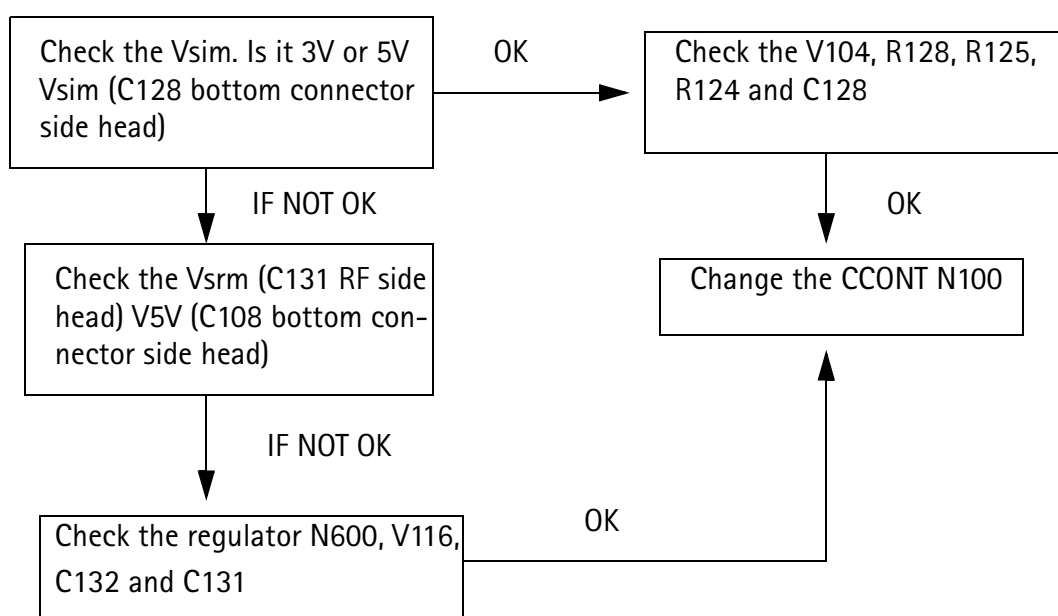 Check the Vsim. Is it 3V or 5V
Vsim (C128 bottom connector
side head)
OK
Check the V104, R128, R125,
R124 and C128
IF NOT OK
OK
Check the Vsrm (C131 RF side
head) V5V (C108 bottom con-
nector side head)
Change the CCONT N100
IF NOT OK
Check the regulator N600, V116,
C132 and C131
OK